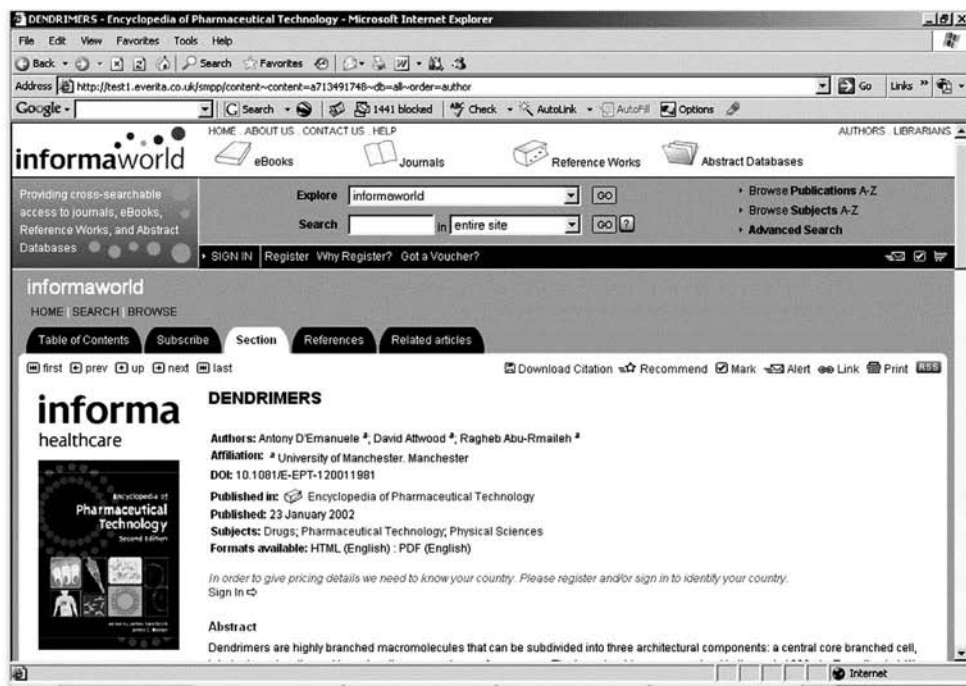 DENDRIMERS - Encyclopedia of Pharmaceutical Technology - Microsoft Internet Explorer
File Edit View Favorites Tools Help
Back Search Favorites
Address http://test1.everita.co.uk/smpp/content~content=a713491748~db=all~order=author Go Links »
Google - Search 1441 blocked Check AutoLink AutoFill Options
HOME . ABOUT US . CONTACT US . HELP AUTHORS . LIBRARIANS
informaworld eBooks Journals Reference Works Abstract Databases
Providing cross-searchable
access to journals, eBooks,
Reference Works, and Abstract
Databases
Explore informaworld GO
Search in entire site GO ?
Browse Publications A-Z
Browse Subjects A-Z
Advanced Search
SIGN IN Register Why Register? Got a Voucher?
informaworld
HOME | SEARCH | BROWSE
Table of Contents Subscribe Section References Related articles
first prev up next last Download Citation Recommend Mark Alert Link Print RSS
informa
healthcare
Encyclopedia of
Pharmaceutical
Technology
Second Edition
DENDRIMERS
Authors: Antony D'Emanuele a; David Attwood a; Ragheb Abu-Rmaileh a
Affiliation: a University of Manchester. Manchester
DOI: 10.1081/E-EPT-120011981
Published in: Encyclopedia of Pharmaceutical Technology
Published: 23 January 2002
Subjects: Drugs; Pharmaceutical Technology; Physical Sciences
Formats available: HTML (English) : PDF (English)
In order to give pricing details we need to know your country. Please register and/or sign in to identify your country.
Sign In
Abstract
Dendrimers are highly branched macromolecules that can be subdivided into three architectural components: a central core branched cell,
Internet